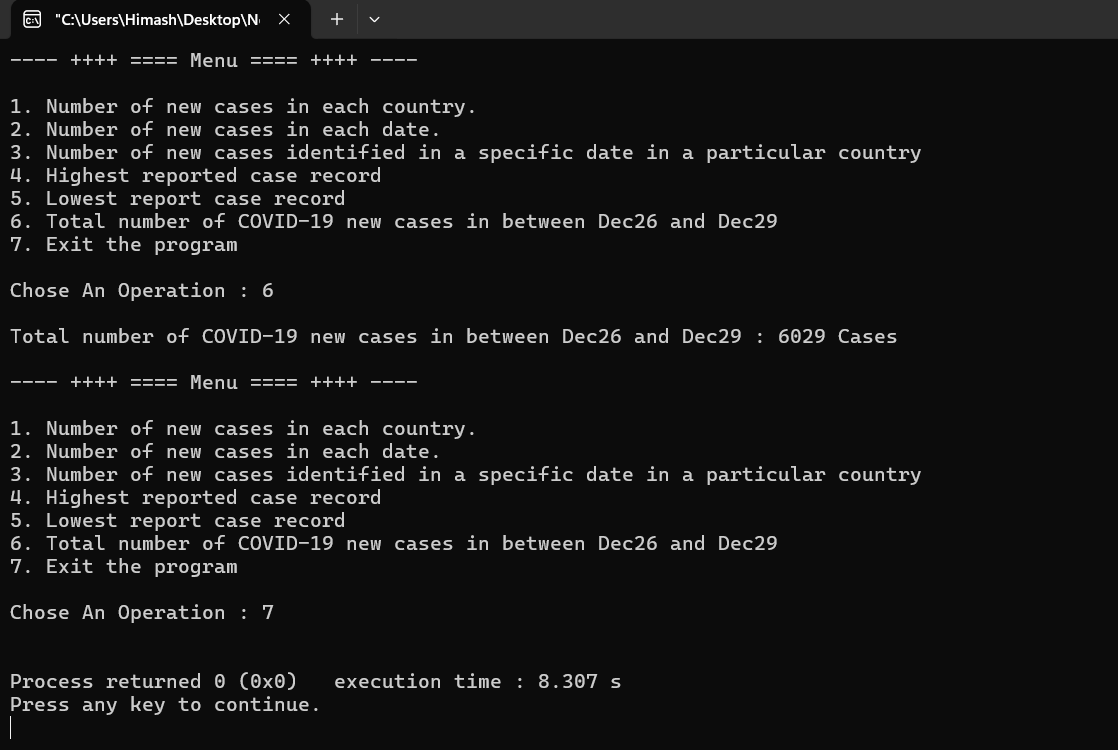 "C:\Users\Himash\Desktop\N
---- ++++ ==== Menu ==== ++++ ----
1. Number of new cases in each country.
2. Number of new cases in each date.
3. Number of new cases identified in a specific date in a particular country
4. Highest reported case record
5. Lowest report case record
6. Total number of COVID-19 new cases in between Dec26 and Dec29
7. Exit the program
Chose An Operation : 6
Total number of COVID-19 new cases in between Dec26 and Dec29 : 6029 Cases
---- ++++ ==== Menu ==== ++++ ----
1. Number of new cases in each country.
2. Number of new cases in each date.
3. Number of new cases identified in a specific date in a particular country
4. Highest reported case record
5. Lowest report case record
6. Total number of COVID-19 new cases in between Dec26 and Dec29
7. Exit the program
Chose An Operation : 7
Process returned 0 (0x0)   execution time : 8.307 s
Press any key to continue.